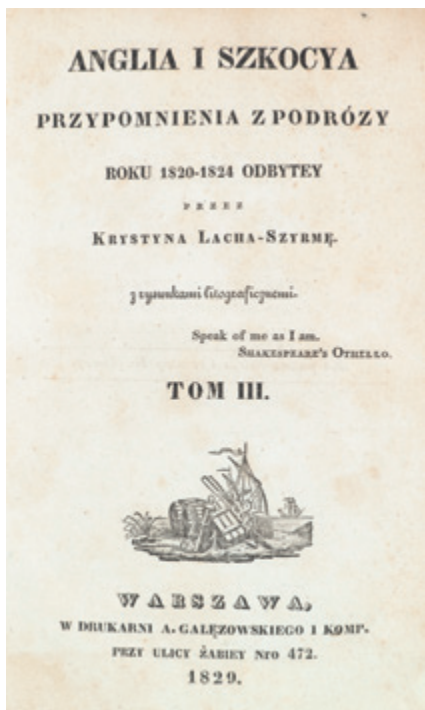 ANGLIA I SZKOCYA
PRZYPOMNIENIA Z PODRÓZY
ROKU 1820-1824 ODBYTEY
PRZEZ
KRYSTYNA LACHA-SZYRMĘ.
z rysunkami litograficznemi.
Speak of me as I am.
SHAKESPEARE'S OTHELLO.
TOM III.
WARSZAWA,
W DRUKARNI A. GAŁĘZOWSKIEGO I KOMP.
PRZY ULICY ŻABIEY Nro 472.
1829.